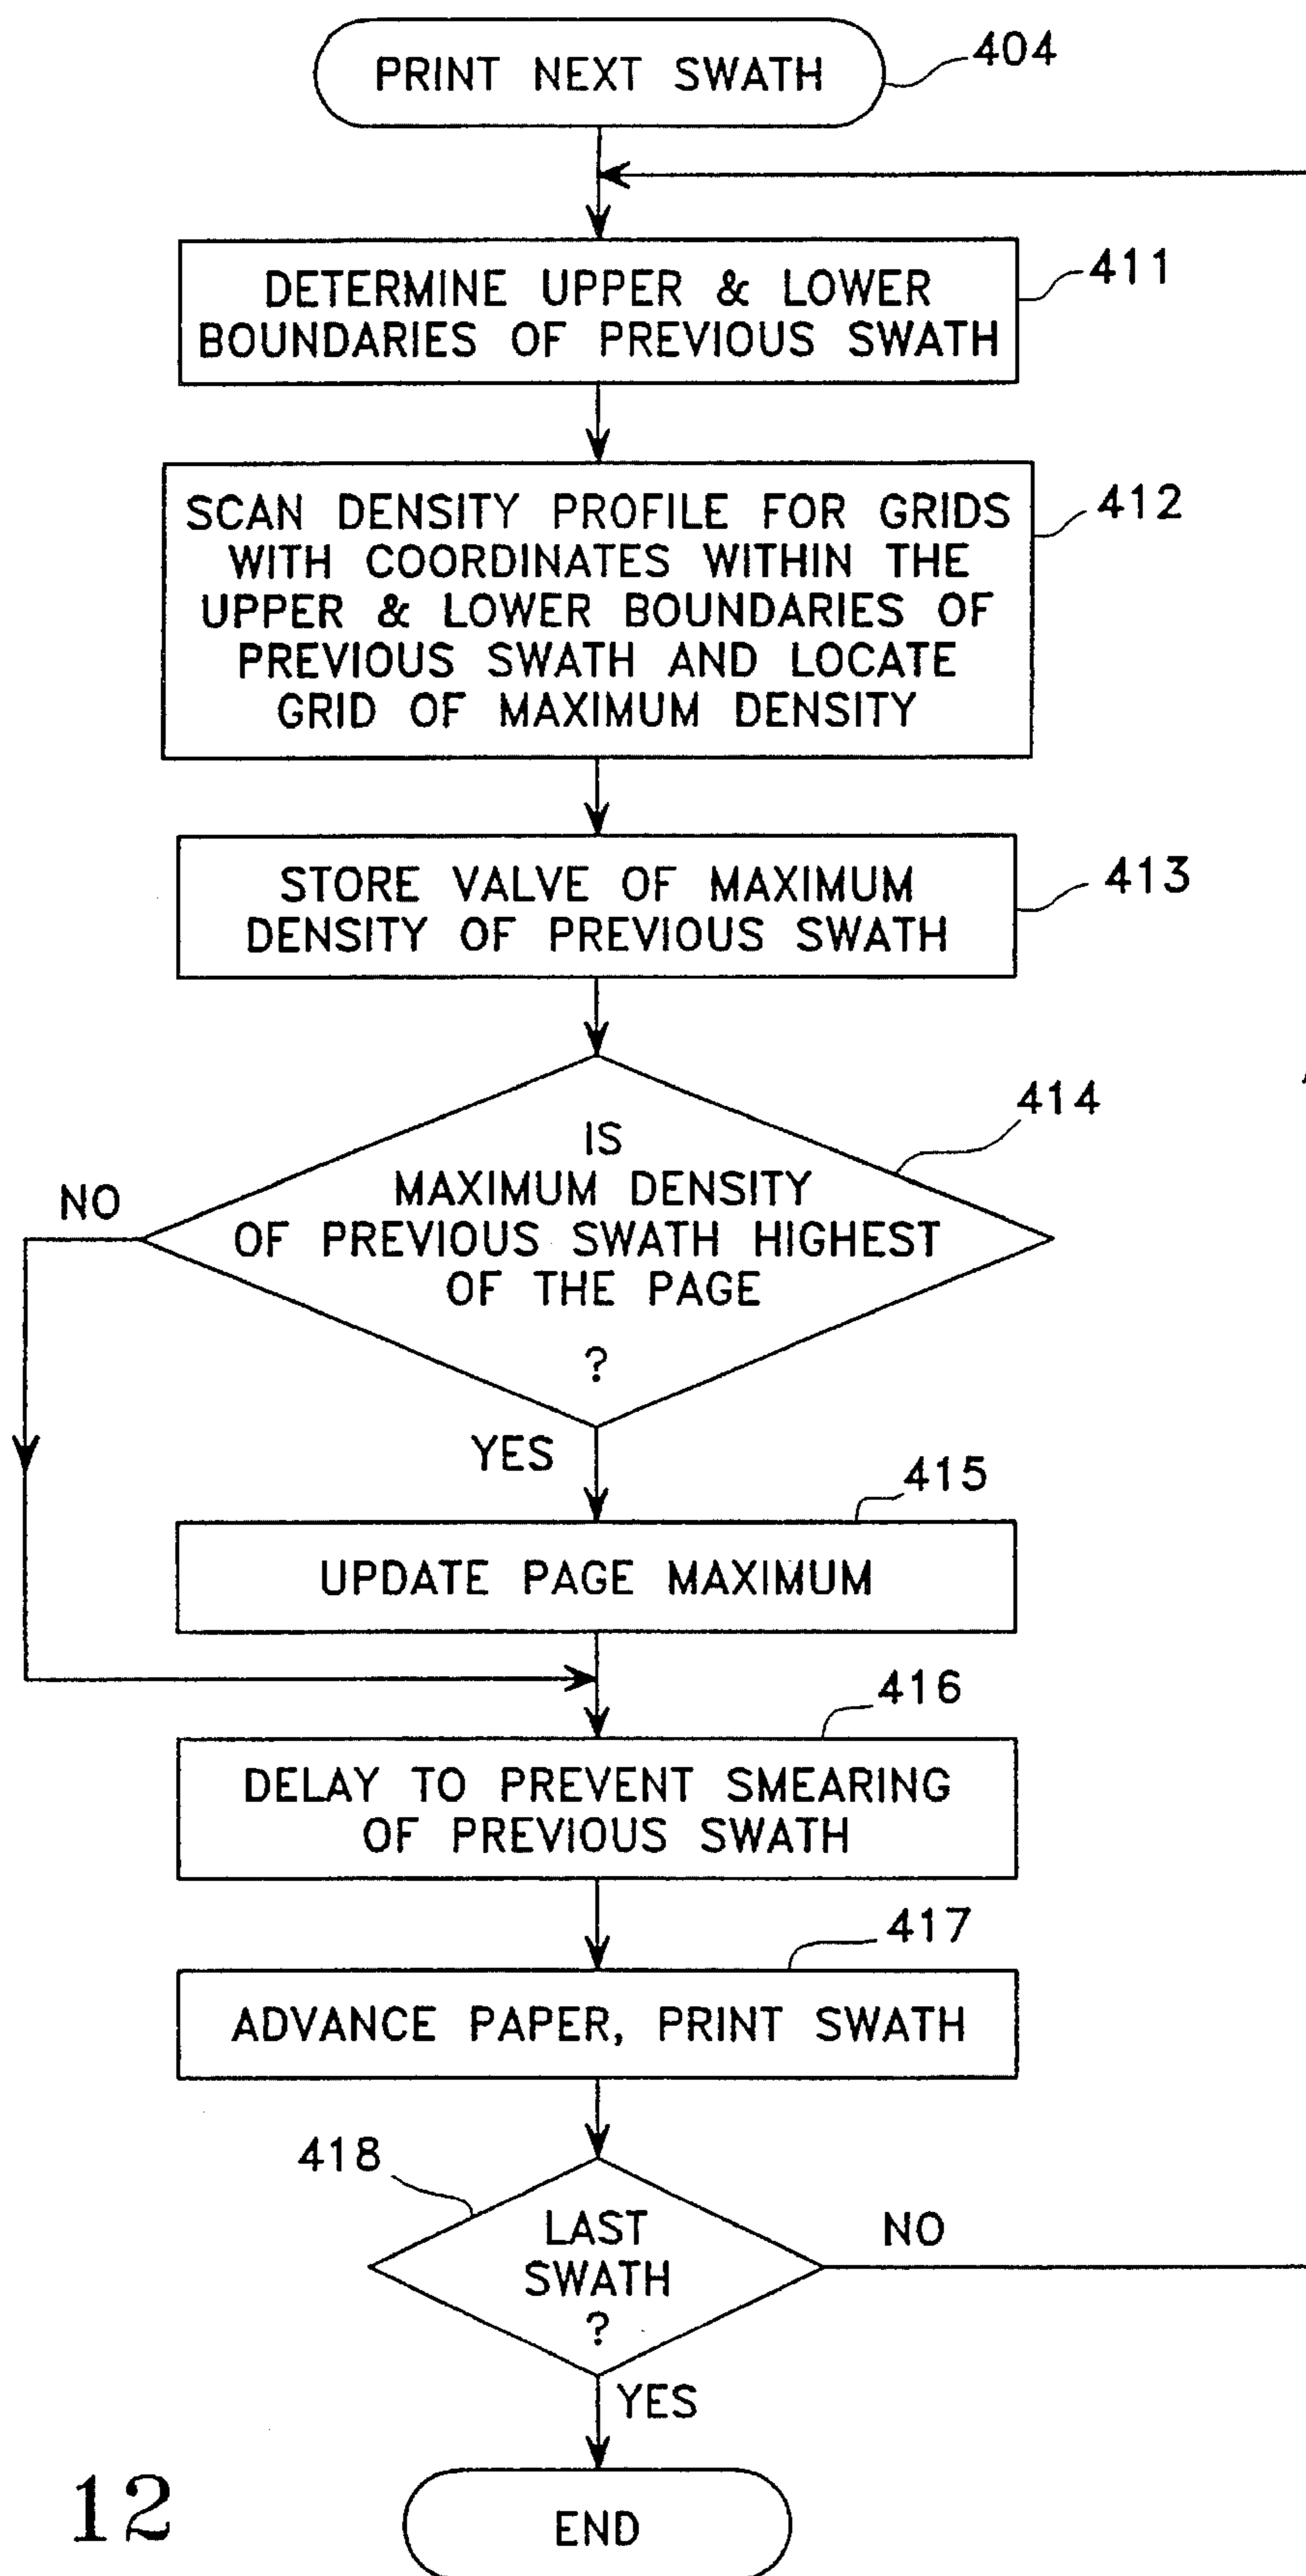 PRINT NEXT SWATH
404
DETERMINE UPPER & LOWER
BOUNDARIES OF PREVIOUS SWATH
411
SCAN DENSITY PROFILE FOR GRIDS
WITH COORDINATES WITHIN THE
UPPER & LOWER BOUNDARIES OF
PREVIOUS SWATH AND LOCATE
GRID OF MAXIMUM DENSITY
412
STORE VALVE OF MAXIMUM
DENSITY OF PREVIOUS SWATH
413
414
IS
MAXIMUM DENSITY
OF PREVIOUS SWATH HIGHEST
OF THE PAGE
?
NO
YES
415
UPDATE PAGE MAXIMUM
416
DELAY TO PREVENT SMEARING
OF PREVIOUS SWATH
417
ADVANCE PAPER, PRINT SWATH
418
LAST
SWATH
?
NO
YES
END
12